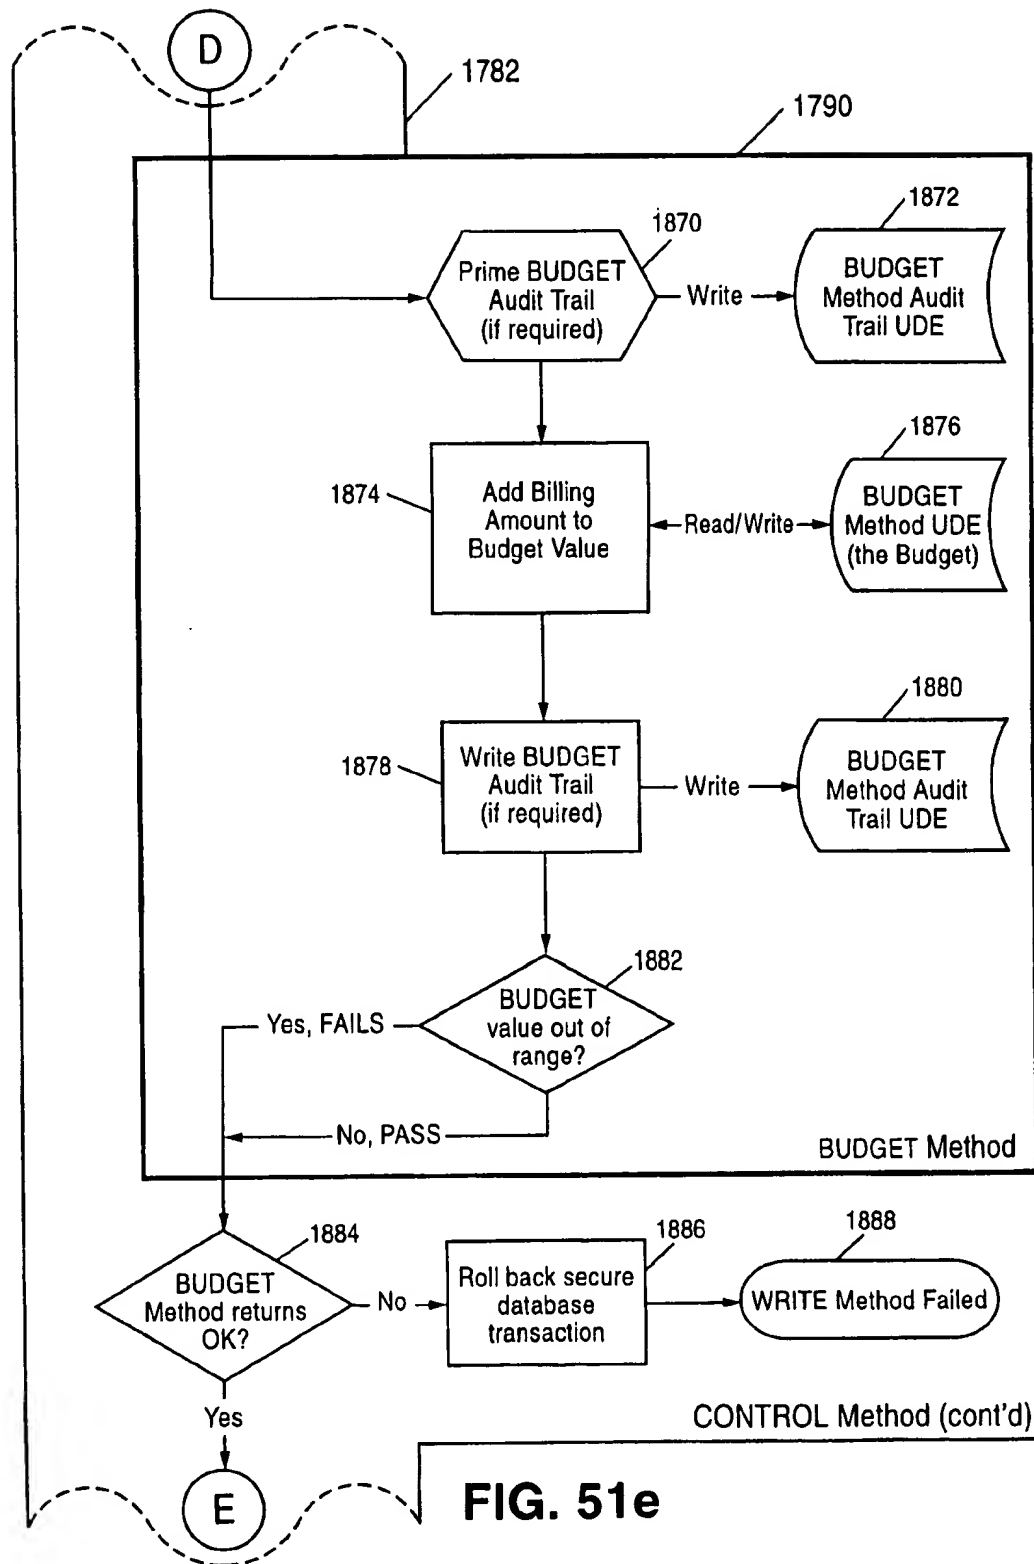 D
1782
1790
1870
Prime BUDGET
Audit Trail
(if required)
Write
1872
BUDGET
Method Audit
Trail UDE
1874
Add Billing
Amount to
Budget Value
Read/Write
1876
BUDGET
Method UDE
(the Budget)
1878
Write BUDGET
Audit Trail
(if required)
Write
1880
BUDGET
Method Audit
Trail UDE
1882
BUDGET
value out of
range?
Yes, FAILS
No, PASS
BUDGET Method
1884
BUDGET
Method returns
OK?
No
1886
Roll back secure
database
transaction
1888
WRITE Method Failed
Yes
CONTROL Method (cont'd)
E
FIG. 51e